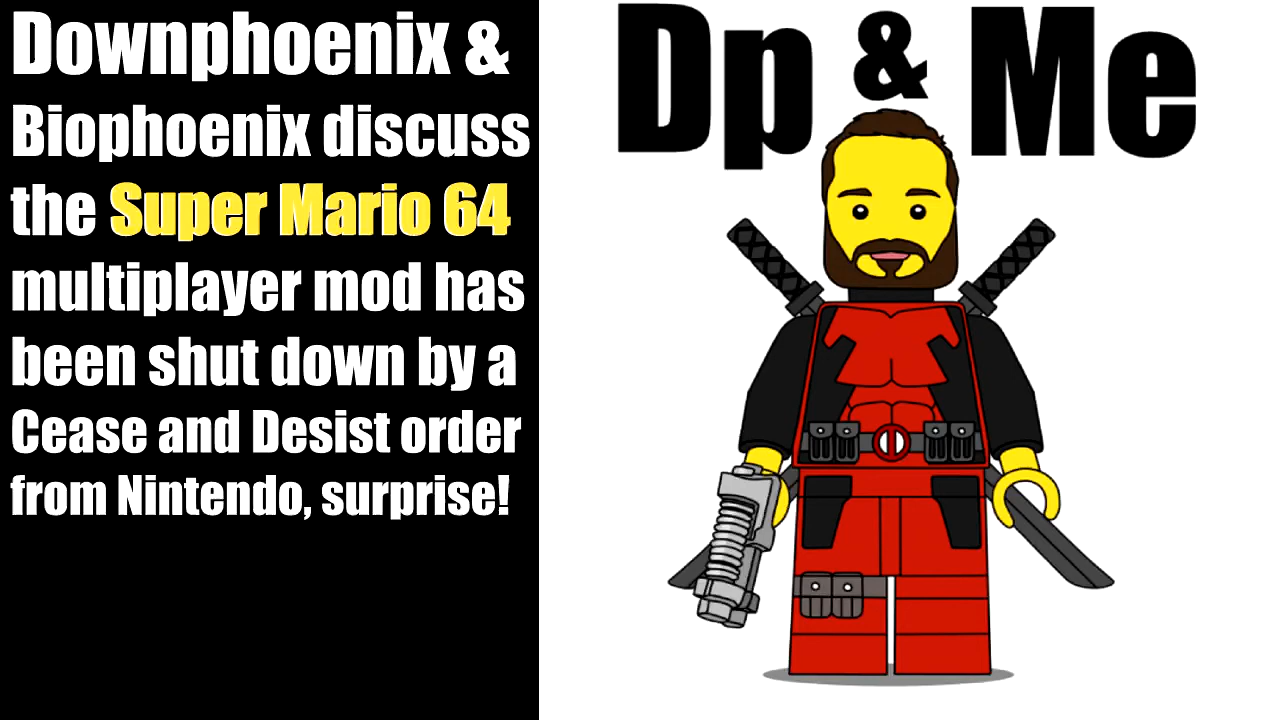 Downphoenix &
Biophoenix discuss
the Super Mario 64
multiplayer mod has
been shut down by a
Cease and Desist order
from Nintendo, surprise!
Dp & Me